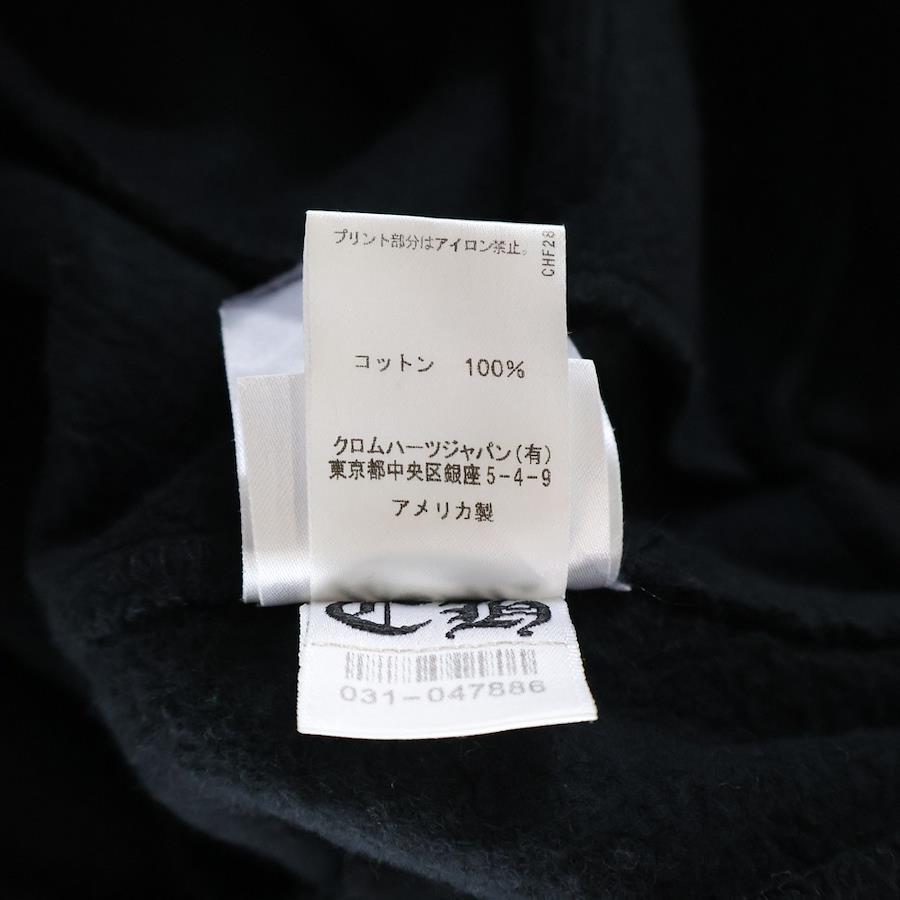 プリント部分はアイロン禁止。
CHF28
コットン 100%
クロムハーツジャパン(有)
東京都中央区銀座5-4-9
アメリカ製
031-047886